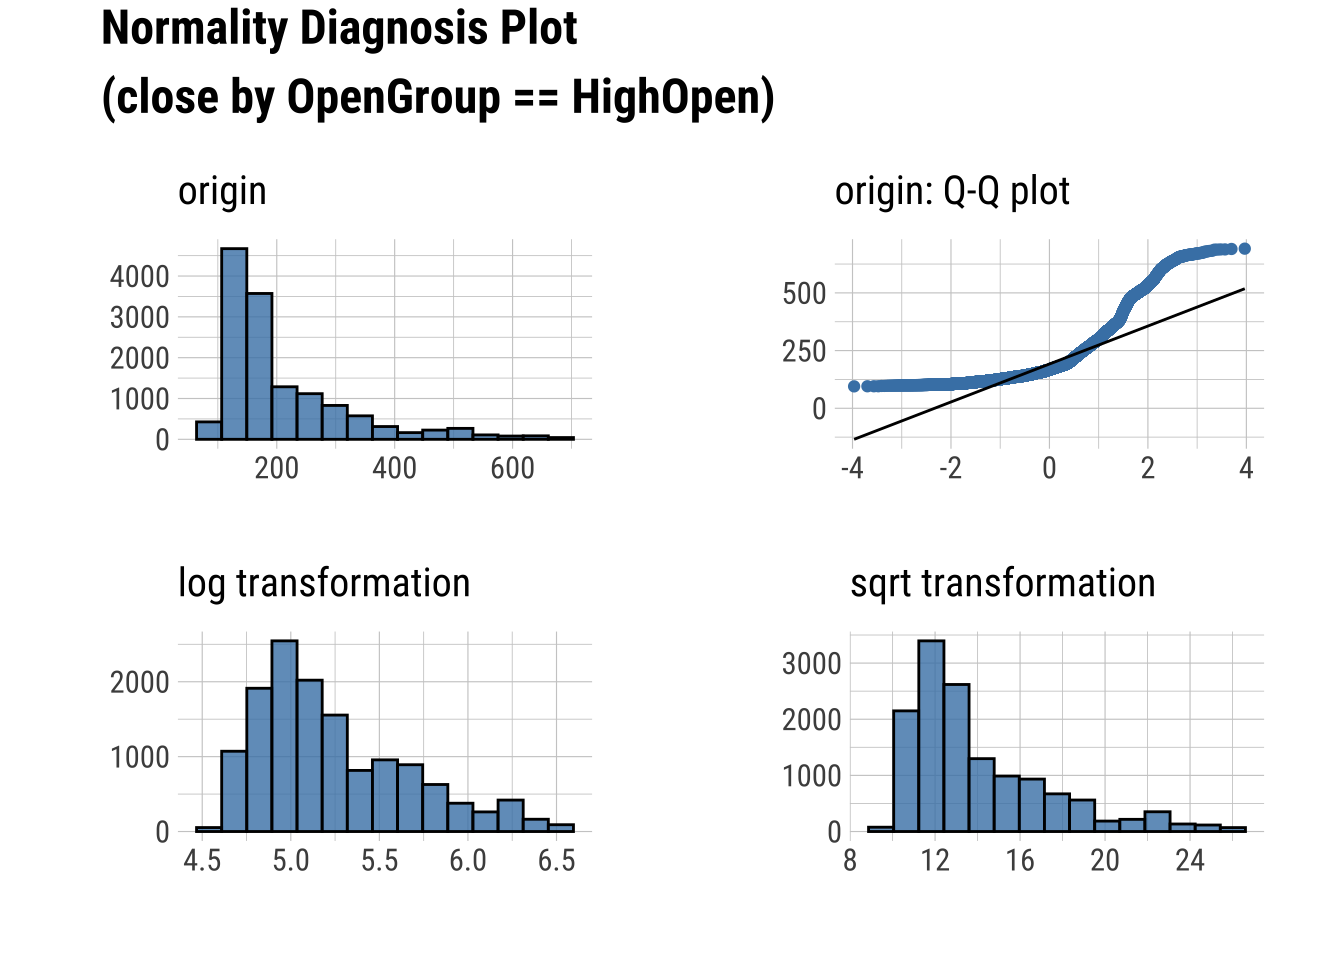 Normality Diagnosis Plot
(close by OpenGroup == HighOpen)
origin
4000
3000
2000
1000
0
200 400 600
origin: Q-Q plot
500
250
0
-4 -2 0 2 4
log transformation
2000
1000
0
4.5 5.0 5.5 6.0 6.5
sqrt transformation
3000
2000
1000
0
8 12 16 20 24